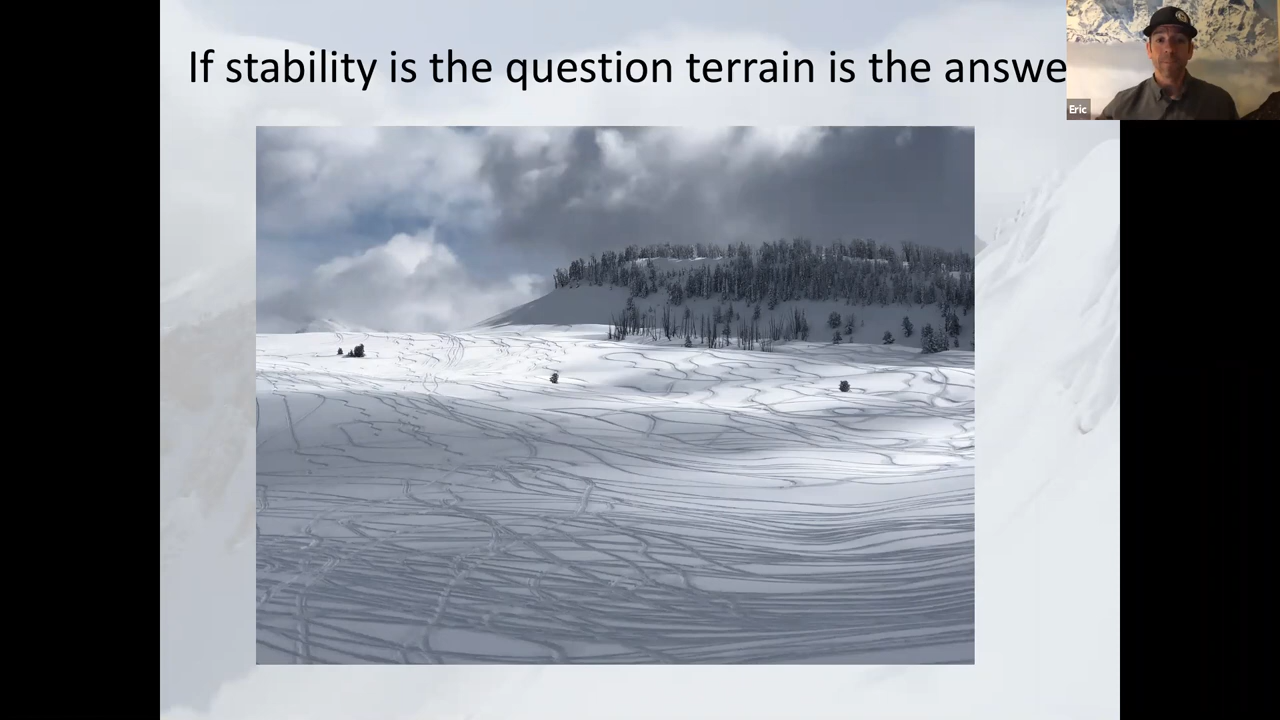 If stability is the question terrain is the answe
Eric